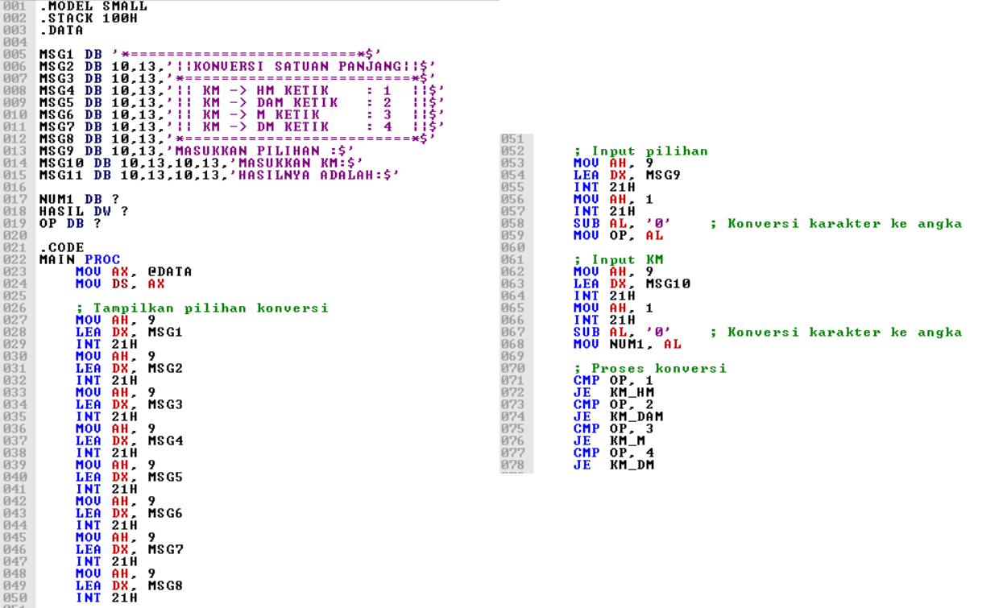 001 .MODEL SMALL
002 .STACK 100H
003 .DATA
004
005 MSG1 DB '*=========================*$'
006 MSG2 DB 10,13,'||KONVERSI SATUAN PANJANG||$'
007 MSG3 DB 10,13,'*=========================*$'
008 MSG4 DB 10,13,'|| KM -> HM KETIK    : 1  ||$'
009 MSG5 DB 10,13,'|| KM -> DAM KETIK   : 2  ||$'
010 MSG6 DB 10,13,'|| KM -> M KETIK     : 3  ||$'
011 MSG7 DB 10,13,'|| KM -> DM KETIK    : 4  ||$'
012 MSG8 DB 10,13,'*=========================*$'
013 MSG9 DB 10,13,'MASUKKAN PILIHAN :$'
014 MSG10 DB 10,13,10,13,'MASUKKAN KM:$'
015 MSG11 DB 10,13,10,13,'HASILNYA ADALAH:$'
016
017 NUM1 DB ?
018 HASIL DW ?
019 OP DB ?
020
021 .CODE
022 MAIN PROC
023     MOV AX, @DATA
024     MOV DS, AX
025
026     ; Tampilkan pilihan konversi
027     MOV AH, 9
028     LEA DX, MSG1
029     INT 21H
030     MOV AH, 9
031     LEA DX, MSG2
032     INT 21H
033     MOV AH, 9
034     LEA DX, MSG3
035     INT 21H
036     MOV AH, 9
037     LEA DX, MSG4
038     INT 21H
039     MOV AH, 9
040     LEA DX, MSG5
041     INT 21H
042     MOV AH, 9
043     LEA DX, MSG6
044     INT 21H
045     MOV AH, 9
046     LEA DX, MSG7
047     INT 21H
048     MOV AH, 9
049     LEA DX, MSG8
050     INT 21H
051
052     ; Input pilihan
053     MOV AH, 9
054     LEA DX, MSG9
055     INT 21H
056     MOV AH, 1
057     INT 21H
058     SUB AL, '0'    ; Konversi karakter ke angka
059     MOV OP, AL
060
061     ; Input KM
062     MOV AH, 9
063     LEA DX, MSG10
064     INT 21H
065     MOV AH, 1
066     INT 21H
067     SUB AL, '0'    ; Konversi karakter ke angka
068     MOV NUM1, AL
069
070     ; Proses konversi
071     CMP OP, 1
072     JE  KM_HM
073     CMP OP, 2
074     JE  KM_DAM
075     CMP OP, 3
076     JE  KM_M
077     CMP OP, 4
078     JE  KM_DM